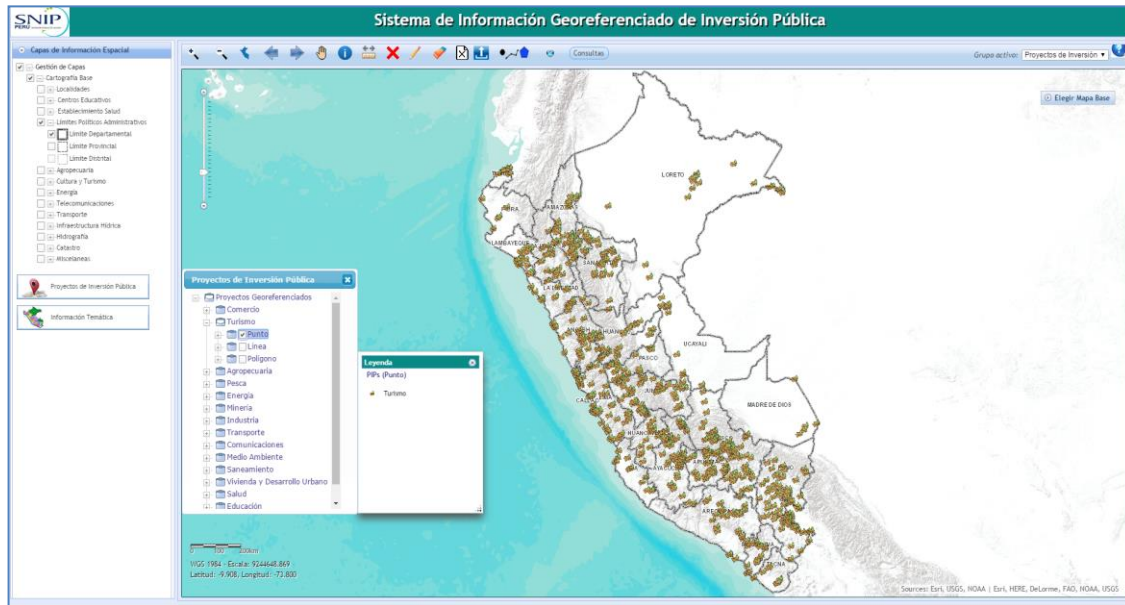 SNIP
PERU
Sistema de Información Georeferenciado de Inversión Pública
Capas de Información Espacial
Gestión de Capas
Cartografía Base
Localidades
Centros Educativos
Establecimiento Salud
Límites Políticos Administrativos
Límite Departamental
Límite Provincial
Límite Distrital
Agropecuaria
Cultura y Turismo
Energía
Telecomunicaciones
Transporte
Infraestructura Hídrica
Hidrografía
Catastro
Misceláneas
Proyectos de Inversión Pública
Información Temática
Consultas
Grupo activo: Proyectos de Inversión
Elegir Mapa Base
LORETO
AMAZONAS
LAMBAYEQUE
UCAYALI
PASCO
MADRE DE DIOS
Proyectos de Inversión Pública
Proyectos Georeferenciados
Comercio
Turismo
Punto
Línea
Polígono
Agropecuaria
Pesca
Energía
Minería
Industria
Transporte
Comunicaciones
Medio Ambiente
Saneamiento
Vivienda y Desarrollo Urbano
Salud
Educación
Leyenda
PIPs (Punto)
Turismo
WGS 1984 - Escala: 9244648.869
Latitud: -9.908, Longitud: -73.800
Sources: Esri, USGS, NOAA | Esri, HERE, DeLorme, FAO, NOAA, USGS